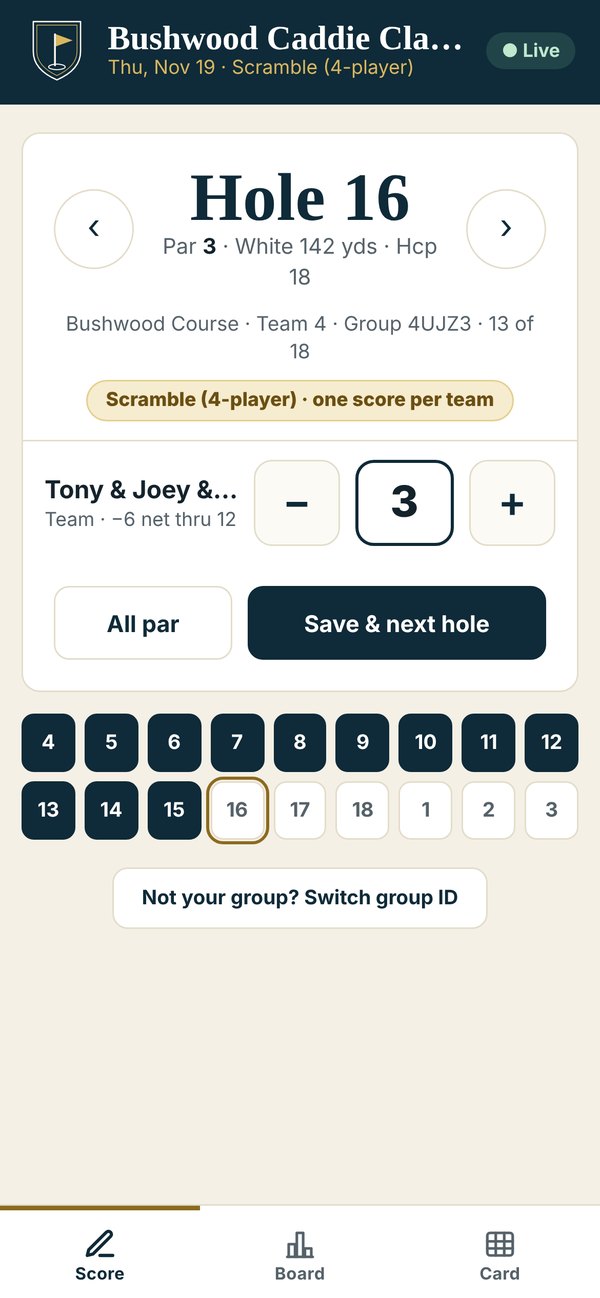 Bushwood Caddie Cla…
Thu, Nov 19 · Scramble (4-player)
Live
‹
Hole 16
›
Par 3 · White 142 yds · Hcp
18
Bushwood Course · Team 4 · Group 4UJZ3 · 13 of
18
Scramble (4-player) · one score per team
Tony & Joey &…
Team · −6 net thru 12
−
3
+
All par
Save & next hole
4 5 6 7 8 9 10 11 12
13 14 15 16 17 18 1 2 3
Not your group? Switch group ID
Score
Board
Card